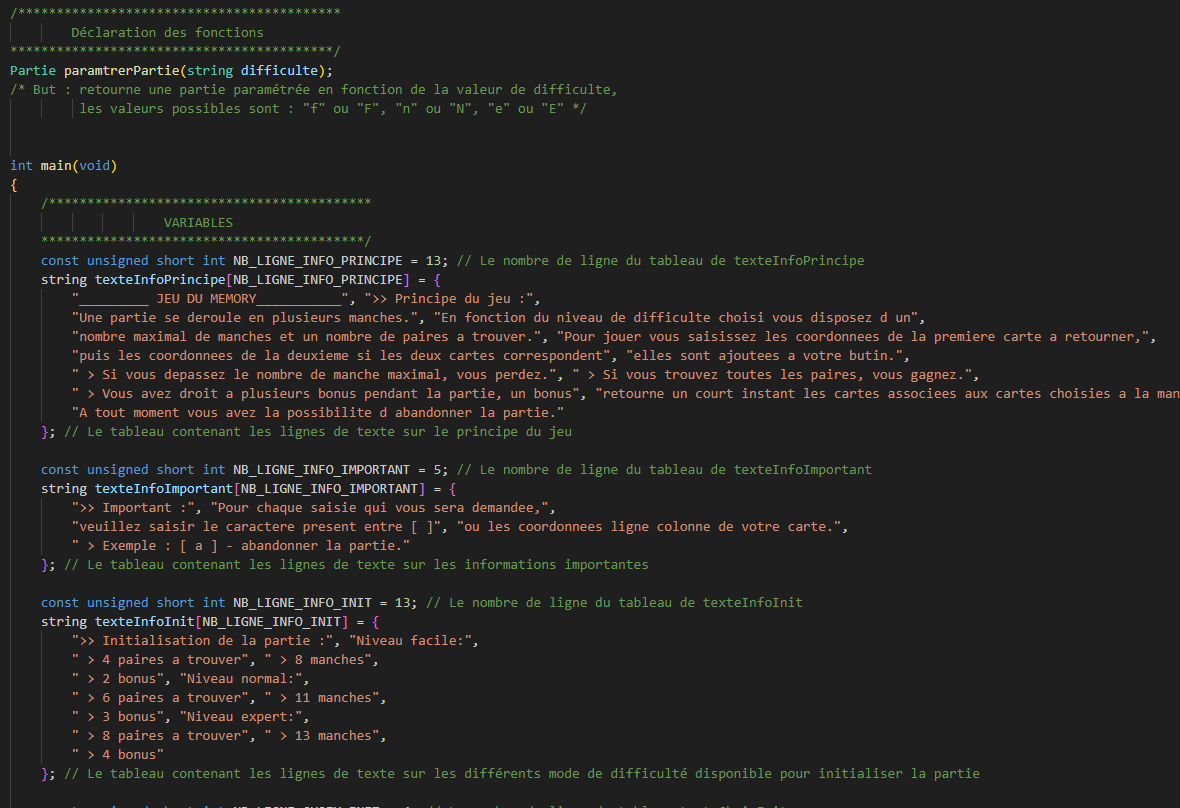 /******************************************
Déclaration des fonctions
******************************************/
Partie paramtrerPartie(string difficulte);
/* But : retourne une partie paramétrée en fonction de la valeur de difficulte,
les valeurs possibles sont : "f" ou "F", "n" ou "N", "e" ou "E" */
int main(void)
{
/******************************************
VARIABLES
******************************************/
const unsigned short int NB_LIGNE_INFO_PRINCIPE = 13; // Le nombre de ligne du tableau de texteInfoPrincipe
string texteInfoPrincipe[NB_LIGNE_INFO_PRINCIPE] = {
"_________ JEU DU MEMORY___________", ">> Principe du jeu :",
"Une partie se deroule en plusieurs manches.", "En fonction du niveau de difficulte choisi vous disposez d un",
"nombre maximal de manches et un nombre de paires a trouver.", "Pour jouer vous saisissez les coordonnees de la premiere carte a retourner,",
"puis les coordonnees de la deuxieme si les deux cartes correspondent", "elles sont ajoutees a votre butin.",
" > Si vous depassez le nombre de manche maximal, vous perdez.", " > Si vous trouvez toutes les paires, vous gagnez.",
" > Vous avez droit a plusieurs bonus pendant la partie, un bonus", "retourne un court instant les cartes associees aux cartes choisies a la man
"A tout moment vous avez la possibilite d abandonner la partie."
}; // Le tableau contenant les lignes de texte sur le principe du jeu
const unsigned short int NB_LIGNE_INFO_IMPORTANT = 5; // Le nombre de ligne du tableau de texteInfoImportant
string texteInfoImportant[NB_LIGNE_INFO_IMPORTANT] = {
">> Important :", "Pour chaque saisie qui vous sera demandee,",
"veuillez saisir le caractere present entre [ ]", "ou les coordonnees ligne colonne de votre carte.",
" > Exemple : [ a ] - abandonner la partie."
}; // Le tableau contenant les lignes de texte sur les informations importantes
const unsigned short int NB_LIGNE_INFO_INIT = 13; // Le nombre de ligne du tableau de texteInfoInit
string texteInfoInit[NB_LIGNE_INFO_INIT] = {
">> Initialisation de la partie :", "Niveau facile:",
" > 4 paires a trouver", " > 8 manches",
" > 2 bonus", "Niveau normal:",
" > 6 paires a trouver", " > 11 manches",
" > 3 bonus", "Niveau expert:",
" > 8 paires a trouver", " > 13 manches",
" > 4 bonus"
}; // Le tableau contenant les lignes de texte sur les différents mode de difficulté disponible pour initialiser la partie